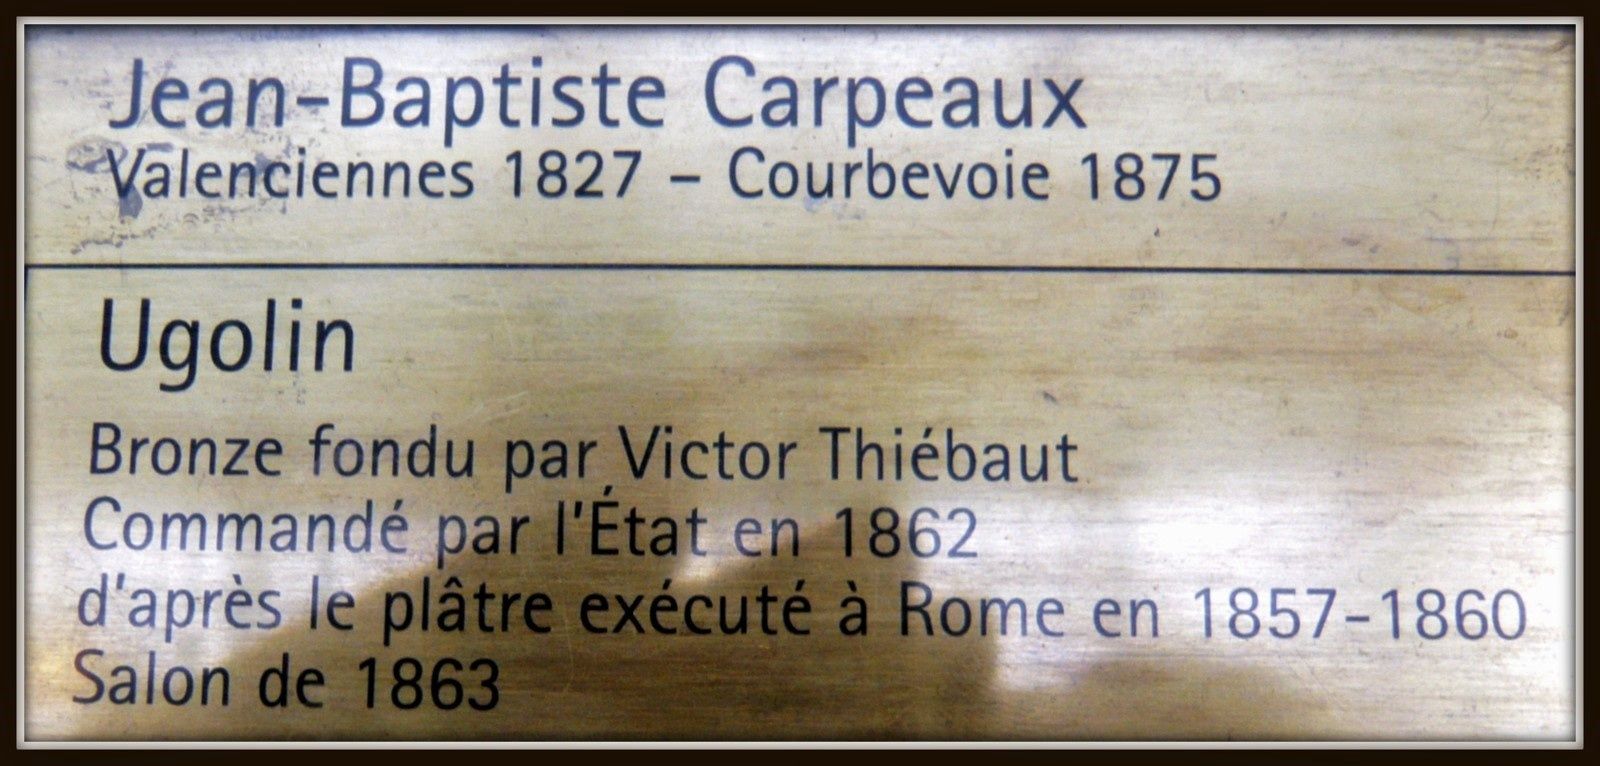 Jean-Baptiste Carpeaux
Valenciennes 1827 – Courbevoie 1875
Ugolin
Bronze fondu par Victor Thiébaut
Commandé par l'État en 1862
d'après le plâtre exécuté à Rome en 1857-1860
Salon de 1863